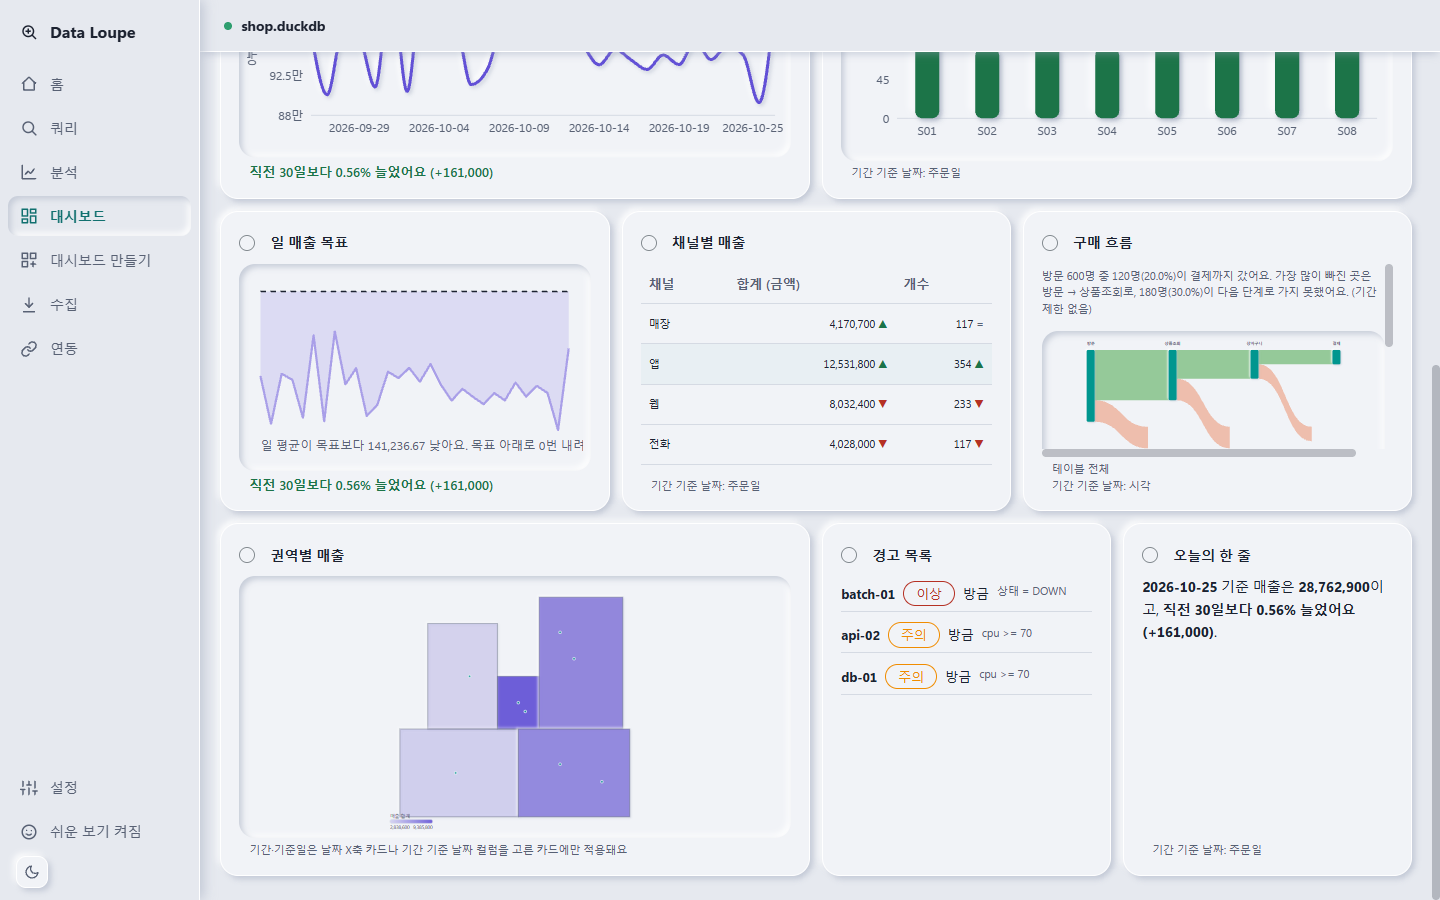 Data Loupe
홈
쿼리
분석
대시보드
대시보드 만들기
수집
연동
설정
쉬운 보기 켜짐
shop.duckdb
92.5만
88만
2026-09-29 2026-10-04 2026-10-09 2026-10-14 2026-10-19 2026-10-25
직전 30일보다 0.56% 늘었어요 (+161,000)
45
0
S01 S02 S03 S04 S05 S06 S07 S08
기간 기준 날짜: 주문일
일 매출 목표
일 평균이 목표보다 141,236.67 낮아요. 목표 아래로 0번 내려
직전 30일보다 0.56% 늘었어요 (+161,000)
채널별 매출
채널 합계 (금액) 개수
매장 4,170,700 ▲ 117 =
앱 12,531,800 ▲ 354 ▲
웹 8,032,400 ▼ 233 ▼
전화 4,028,000 ▼ 117 ▼
기간 기준 날짜: 주문일
구매 흐름
방문 600명 중 120명(20.0%)이 결제까지 갔어요. 가장 많이 빠진 곳은
방문 → 상품조회로, 180명(30.0%)이 다음 단계로 가지 못했어요. (기간
제한 없음)
방문 상품조회 장바구니 결제
테이블 전체
기간 기준 날짜: 시각
권역별 매출
기간·기준일은 날짜 X축 카드나 기간 기준 날짜 컬럼을 고른 카드에만 적용돼요
경고 목록
batch-01 이상 방금 상태 = DOWN
api-02 주의 방금 cpu >= 70
db-01 주의 방금 cpu >= 70
오늘의 한 줄
2026-10-25 기준 매출은 28,762,900이
고, 직전 30일보다 0.56% 늘었어요
(+161,000).
기간 기준 날짜: 주문일